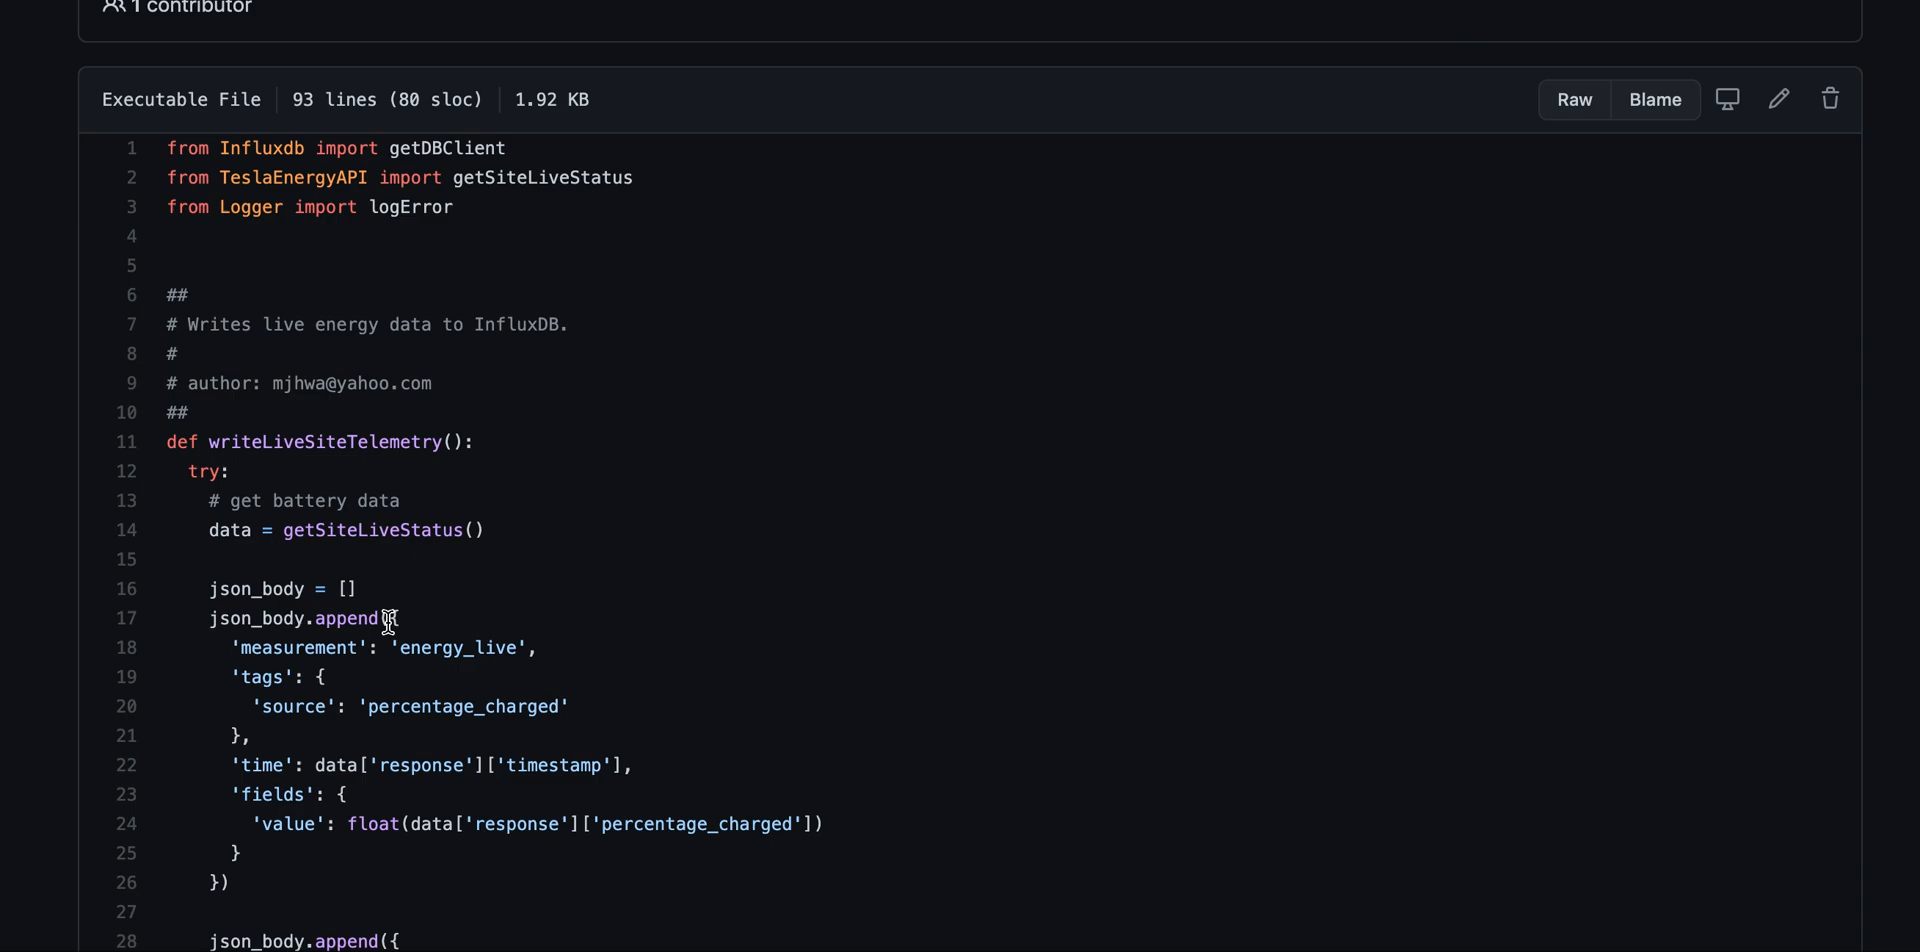 1 contributor
Executable File 93 lines (80 sloc) 1.92 KB Raw Blame
1 from Influxdb import getDBClient
2 from TeslaEnergyAPI import getSiteLiveStatus
3 from Logger import logError
4
5
6 ##
7 # Writes live energy data to InfluxDB.
8 #
9 # author: mjhwa@yahoo.com
10 ##
11 def writeLiveSiteTelemetry():
12   try:
13     # get battery data
14     data = getSiteLiveStatus()
15
16     json_body = []
17     json_body.append({
18       'measurement': 'energy_live',
19       'tags': {
20         'source': 'percentage_charged'
21       },
22       'time': data['response']['timestamp'],
23       'fields': {
24         'value': float(data['response']['percentage_charged'])
25       }
26     })
27
28     json_body.append({